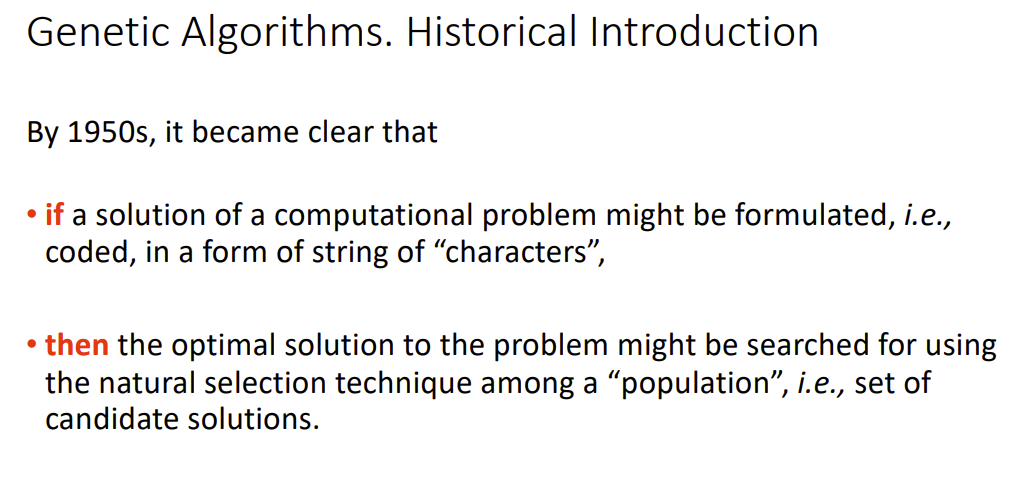 Genetic Algorithms. Historical Introduction
By 1950s, it became clear that
• if a solution of a computational problem might be formulated, i.e.,
coded, in a form of string of “characters”,
• then the optimal solution to the problem might be searched for using
the natural selection technique among a “population”, i.e., set of
candidate solutions.